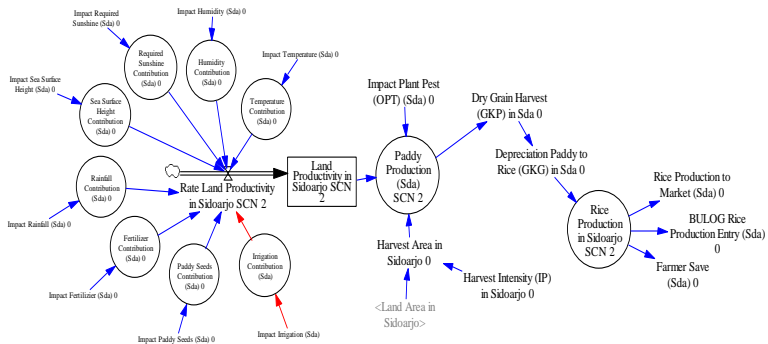 Impact Required
Sunshine (Sda) 0
Impact Humidity (Sda) 0
Required
Sunshine
Contribution
(Sda) 0
Humidity
Contribution
(Sda) 0
Impact Temperature (Sda) 0
Impact Sea Surface
Height (Sda) 0
Sea Surface
Height
Contribution
(Sda) 0
Temperature
Contribution
(Sda) 0
Impact Plant Pest
(OPT) (Sda) 0
Dry Grain Harvest
(GKP) in Sda 0
Rainfall
Contribution
(Sda) 0
Impact Rainfall (Sda) 0
Rate Land Productivity
in Sidoarjo SCN 2
Land
Productivity in
Sidoarjo SCN
2
Paddy
Production
(Sda)
SCN 2
Depreciation Paddy to
Rice (GKG) in Sda 0
Rice Production to
Market (Sda) 0
Rice
Production
in Sidoarjo
SCN 2
BULOG Rice
Production Entry (Sda)
0
Farmer Save
(Sda) 0
Fertilizer
Contribution
(Sda) 0
Impact Fertilizier (Sda) 0
Paddy Seeds
Contribution
(Sda) 0
Impact Paddy Seeds (Sda) 0
Irrigation
Contribution
(Sda)
Impact Irrigation (Sda)
Harvest Area in
Sidoarjo 0
Harvest Intensity (IP)
in Sidoarjo 0
<Land Area in
Sidoarjo>